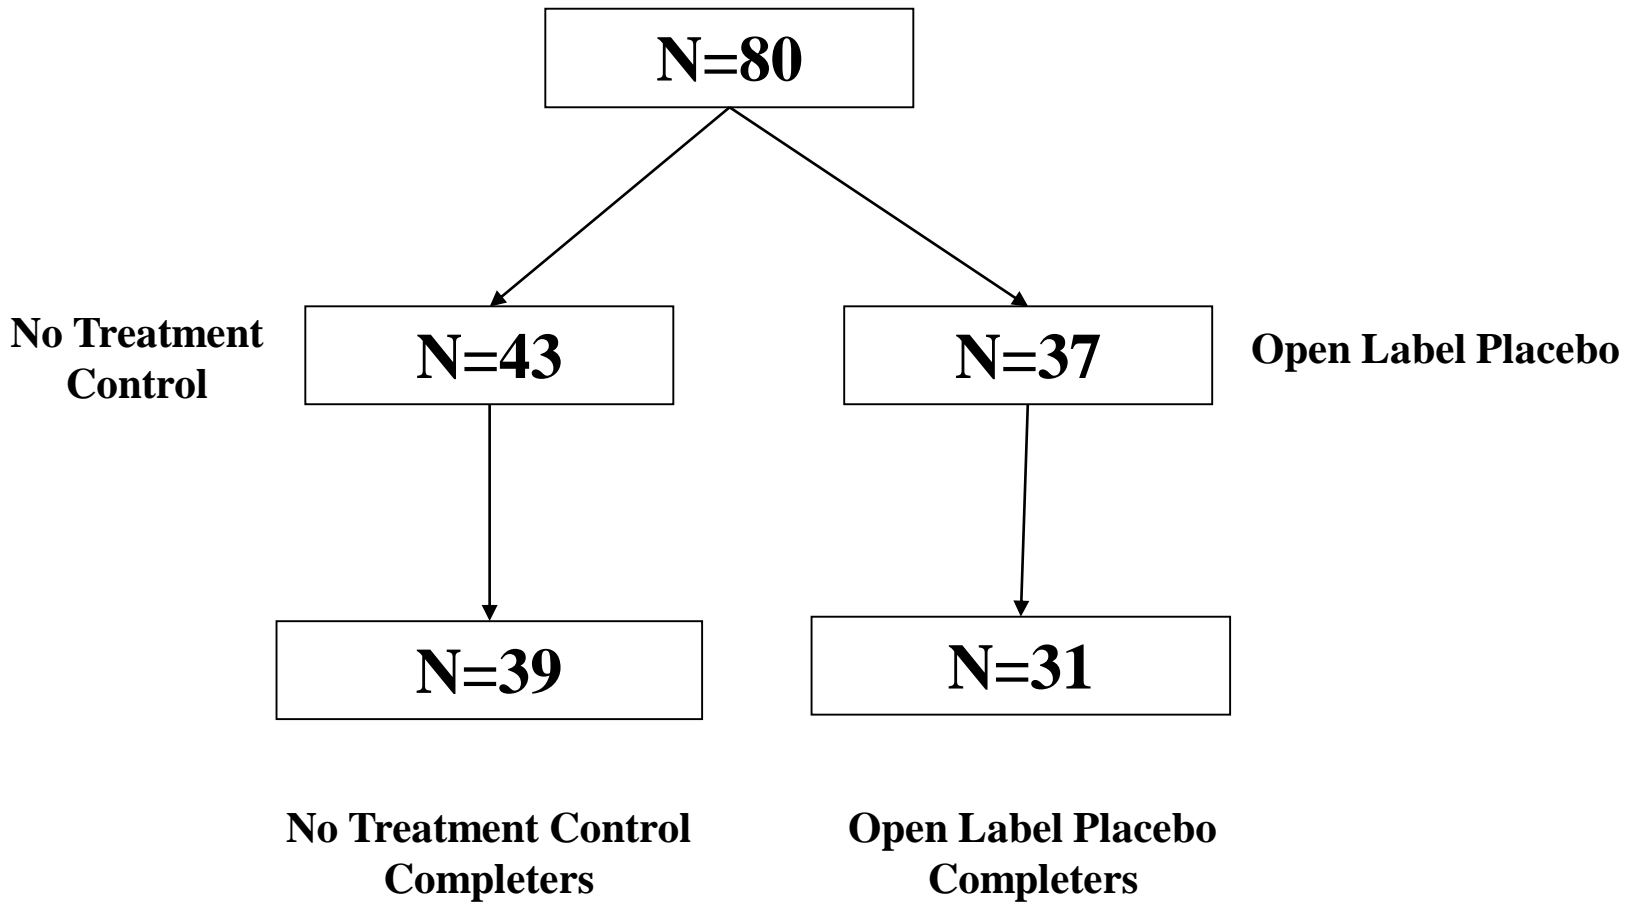 N=80
No Treatment
Control
N=43
N=37
Open Label Placebo
N=39
N=31
No Treatment Control
Completers
Open Label Placebo
Completers